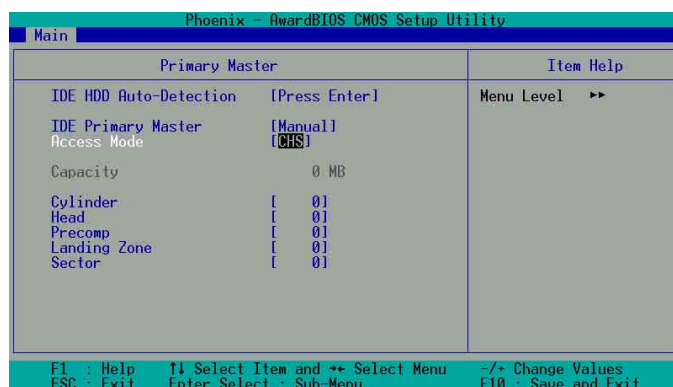 Phoenix - AwardBIOS CMOS Setup Utility
Main
Primary Master
Item Help
IDE HDD Auto-Detection [Press Enter]
Menu Level ▸▸
IDE Primary Master [Manual]
Access Mode [CHS]
Capacity 0 MB
Cylinder [ 0]
Head [ 0]
Precomp [ 0]
Landing Zone [ 0]
Sector [ 0]
F1 : Help ↑↓ Select Item and ↔ Select Menu -/+ Change Values
ESC : Exit Enter Select : Sub-Menu F10 : Save and Exit